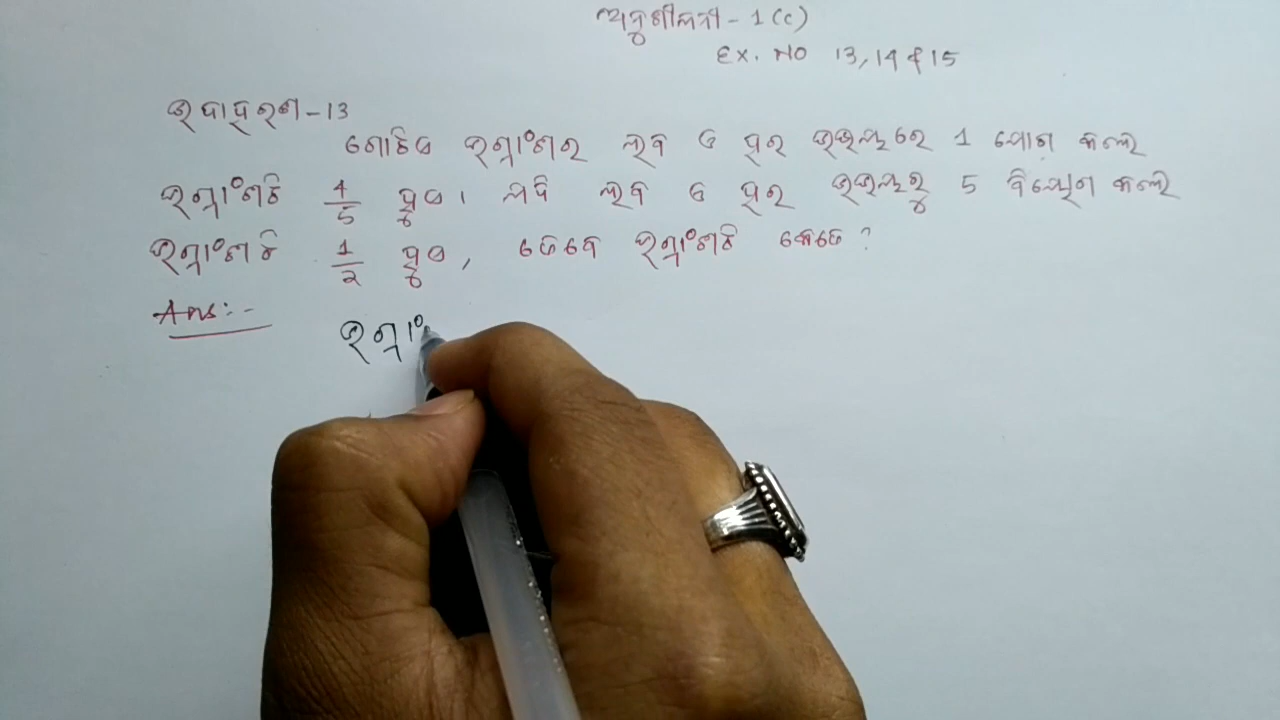 ଅନୁଶୀଳନୀ - 1(c)
Ex. NO 13, 14 & 15
ଉଦାହରଣ - 13
ଗୋଟିଏ ଭଗ୍ନାଂଶର ଲବ ଓ ହର ଉଭୟରେ 1 ଯୋଗ କଲେ
ଭଗ୍ନାଂଶଟି 4/5 ହୁଏ। ଯଦି ଲବ ଓ ହର ଉଭୟରୁ 5 ବିୟୋଗ କଲେ
ଭଗ୍ନାଂଶଟି 1/2 ହୁଏ, ତେବେ ଭଗ୍ନାଂଶଟି କେତେ ?
Ans:-
ଭଗ୍ନାଂ